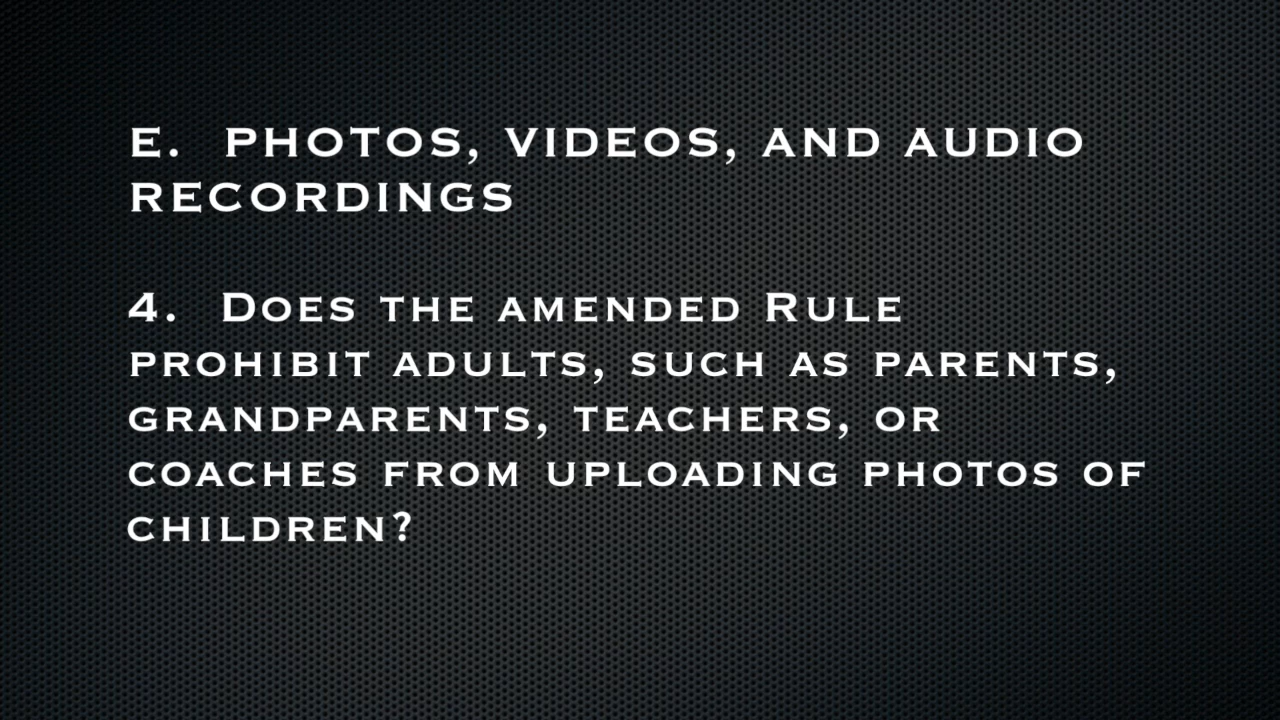 E. PHOTOS, VIDEOS, AND AUDIO
RECORDINGS
4. DOES THE AMENDED RULE
PROHIBIT ADULTS, SUCH AS PARENTS,
GRANDPARENTS, TEACHERS, OR
COACHES FROM UPLOADING PHOTOS OF
CHILDREN?